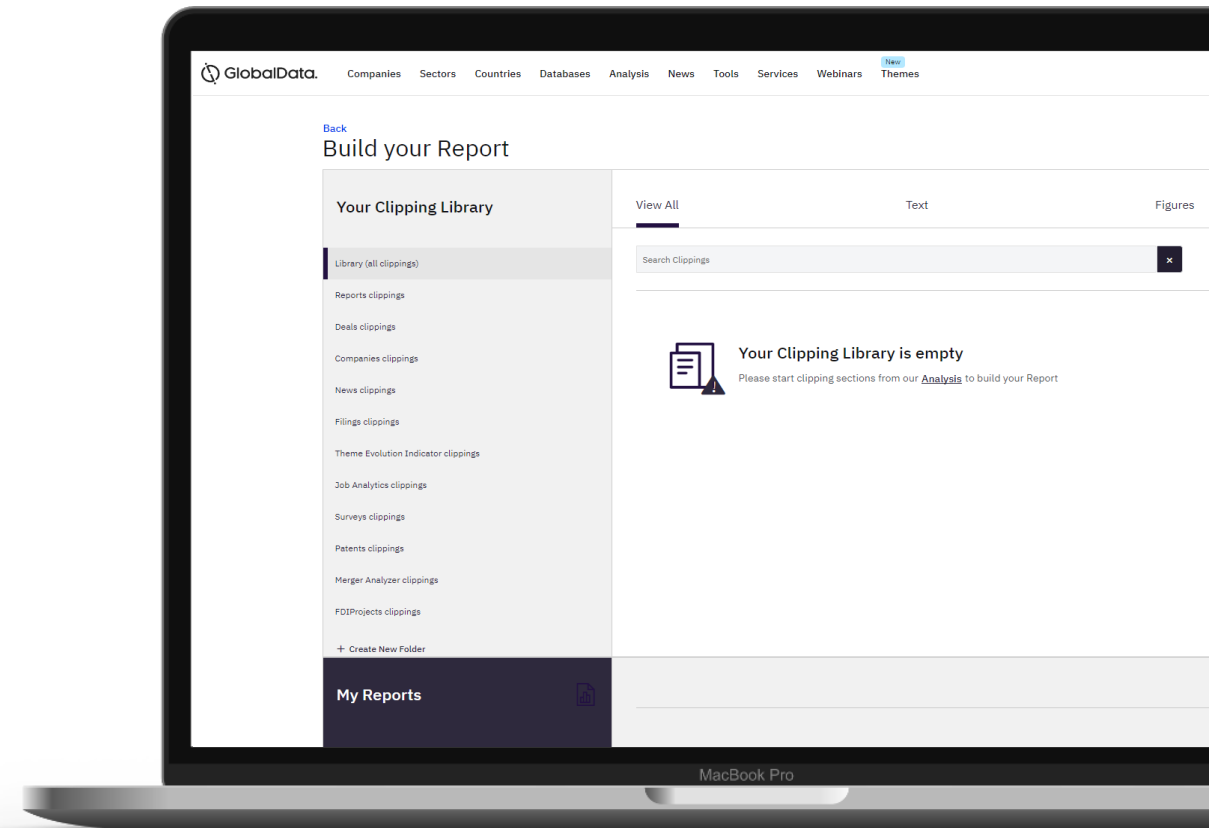 GlobalData. Companies Sectors Countries Databases Analysis News Tools Services Webinars New Themes
Back
Build your Report
Your Clipping Library
View All Text Figures
Library (all clippings)
Search Clippings ×
Reports clippings
Deals clippings
Companies clippings
News clippings
Filings clippings
Theme Evolution Indicator clippings
Job Analytics clippings
Surveys clippings
Patents clippings
Merger Analyzer clippings
FDIProjects clippings
+ Create New Folder
Your Clipping Library is empty
Please start clipping sections from our Analysis to build your Report
My Reports
MacBook Pro